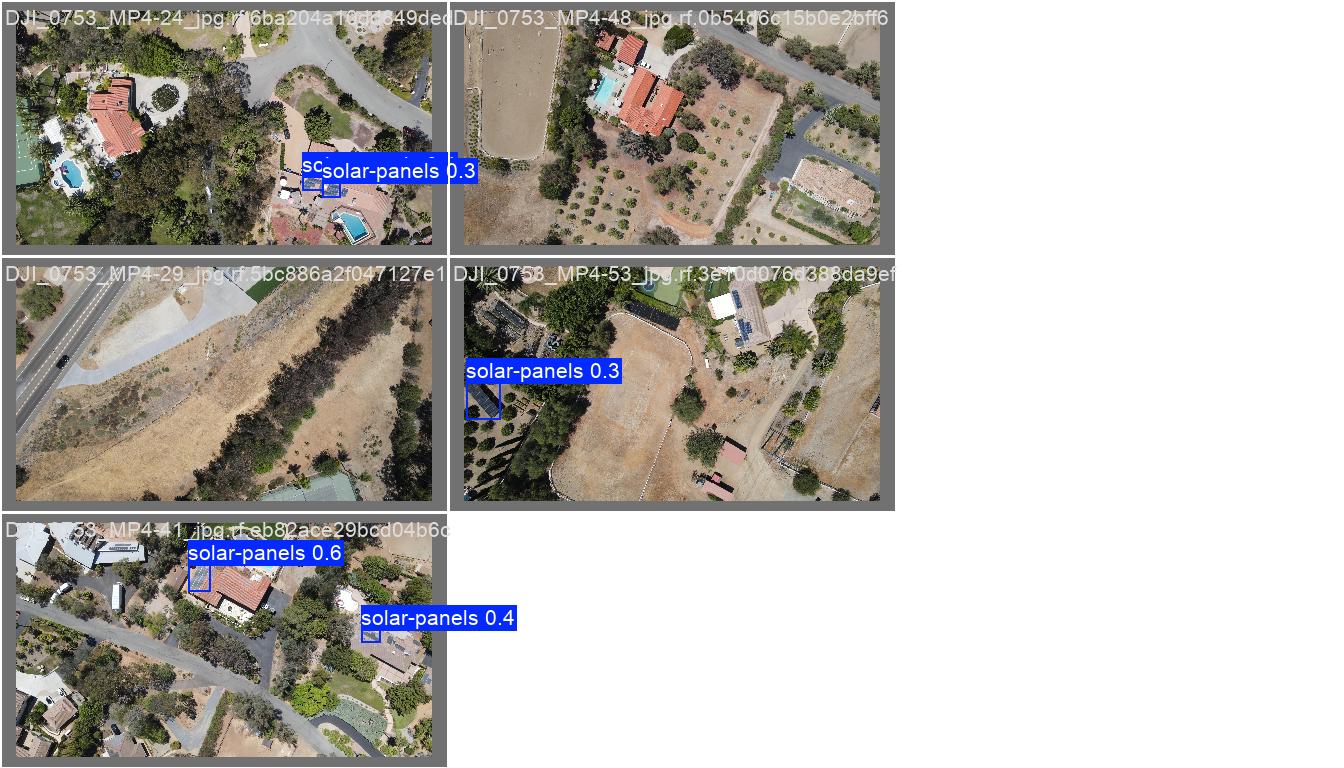 DJI_0753_MP4-24_jpg.rf.6ba204a10dd849ded
DJI_0753_MP4-48_jpg.rf.0b54d6c15b0e2bff6
solar-panels 0.3
DJI_0753_MP4-29_jpg.rf.5bc886a2f047127e1
DJI_0753_MP4-53_jpg.rf.3e10d076d388da9ef
solar-panels 0.3
DJI_0753_MP4-41_jpg.rf.eb82ace29bcd04b6c
solar-panels 0.6
solar-panels 0.4